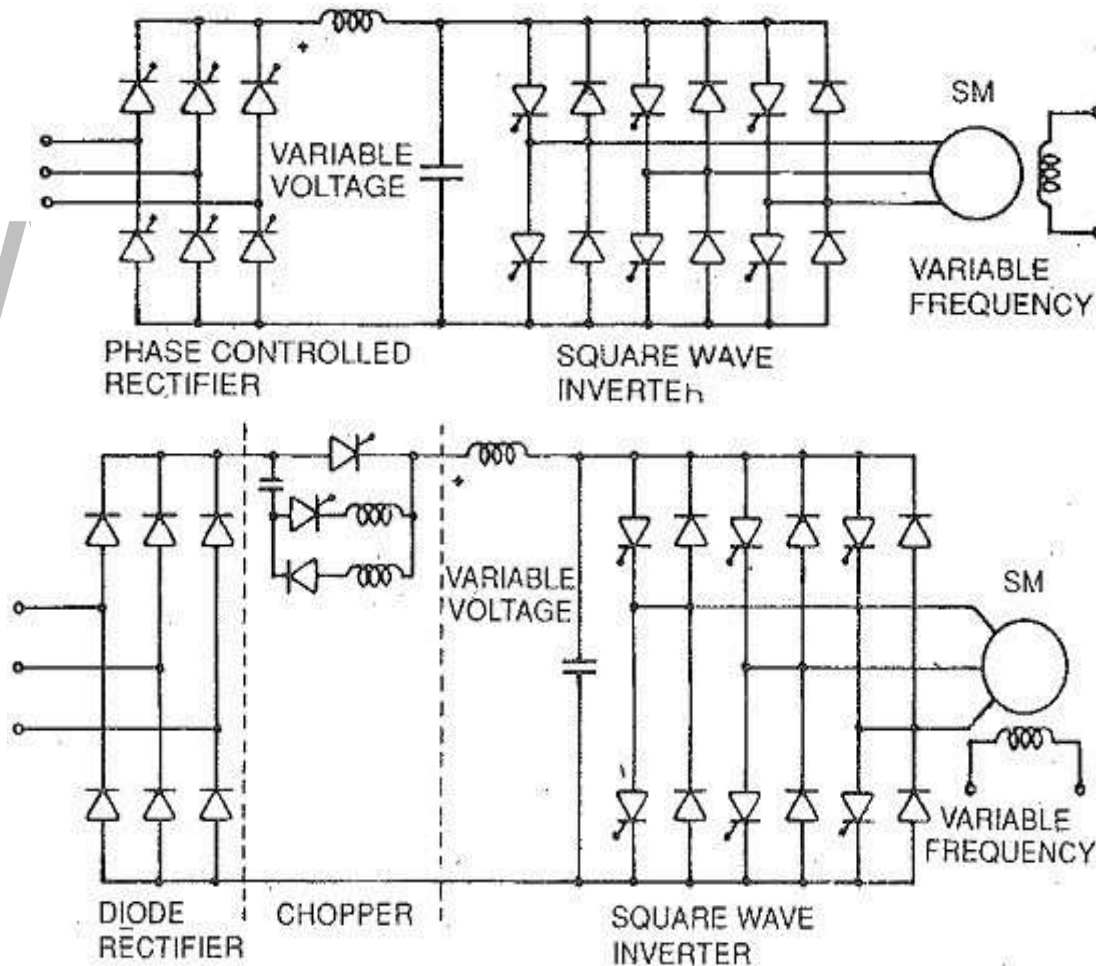 SM
VARIABLE
VOLTAGE
VARIABLE
FREQUENCY
PHASE CONTROLLED
RECTIFIER
SQUARE WAVE
INVERTEh
VARIABLE
VOLTAGE
SM
VARIABLE
FREQUENCY
DIODE
RECTIFIER
CHOPPER
SQUARE WAVE
INVERTER